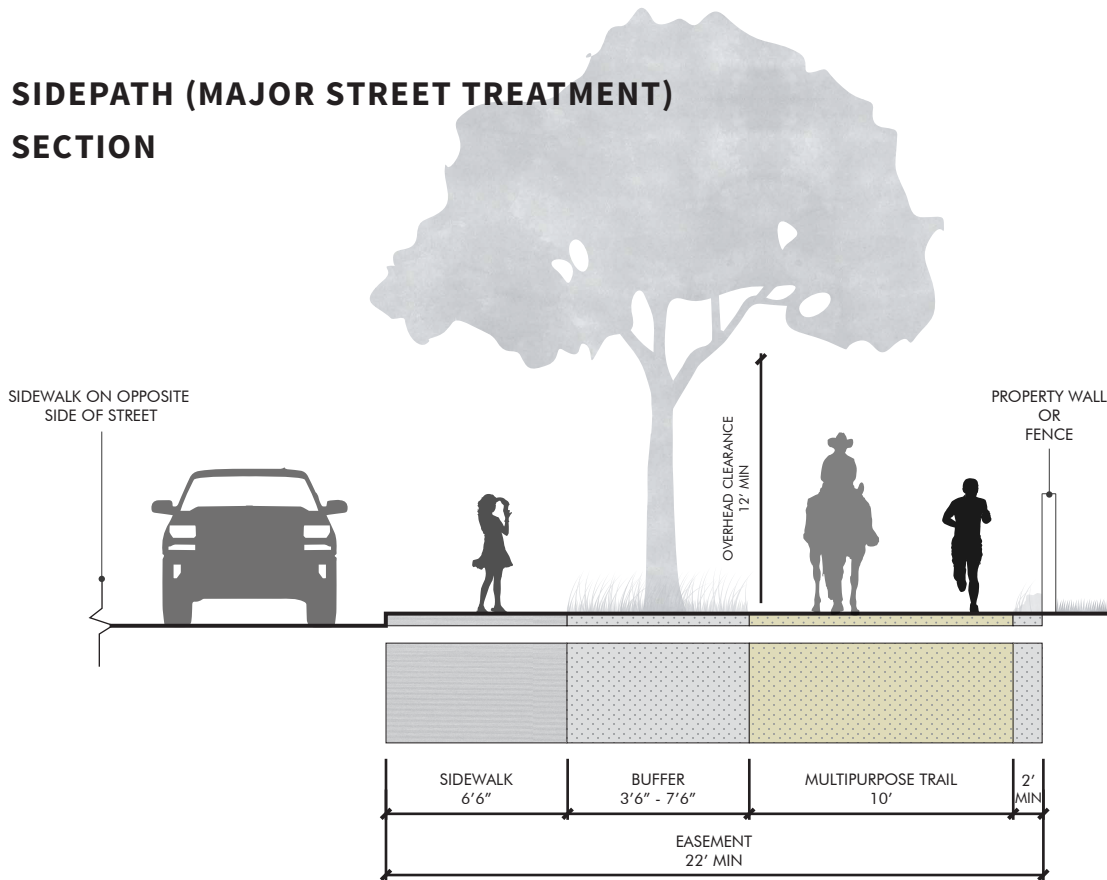 SIDEPATH (MAJOR STREET TREATMENT)
SECTION
SIDEWALK ON OPPOSITE
SIDE OF STREET
OVERHEAD CLEARANCE
12’ MIN
PROPERTY WALL
OR
FENCE
SIDEWALK
6’6”
BUFFER
3’6” - 7’6”
MULTIPURPOSE TRAIL
10’
2’
MIN
EASEMENT
22’ MIN